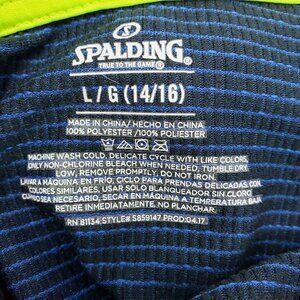 S
SPALDING
TRUE TO THE GAME®
L / G (14/16)
MADE IN CHINA/ HECHO EN CHINA
100% POLYESTER /100% POLIESTER
MACHINE WASH COLD, DELICATE CYCLE WITH LIKE COLORS,
ONLY NON-CHLORINE BLEACH WHEN NEEDED, TUMBLE DRY
LOW, REMOVE PROMPTLY, DO NOT IRON.
LAVAR A MÁQUINA EN FRÍO, CICLO PARA PRENDAS DELICADAS CON
COLORES SIMILARES, USAR SOLO BLANQUEADOR SIN CLORO
CUANDO SEA NECESARIO, SECAR EN MÁQUINA A TEMPERATURA BAJA,
RETIRE INMEDIATAMENTE, NO PLANCHAR.
RN 81134 STYLE# S859147 PROD:04.17.